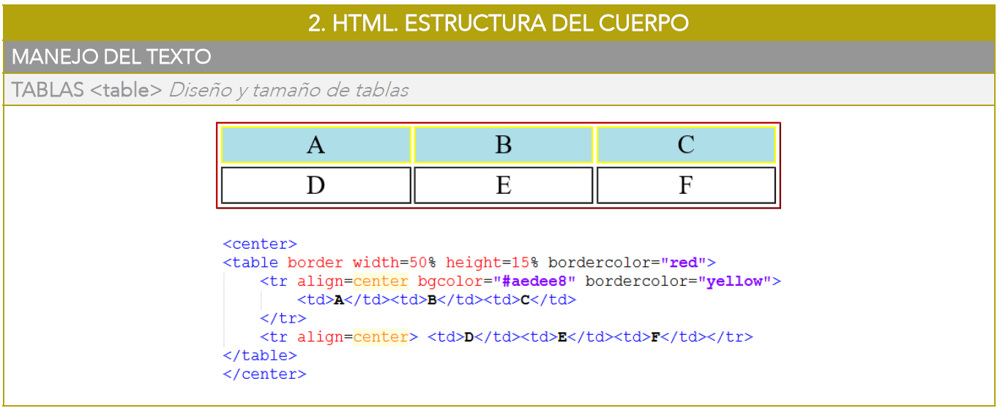 2. HTML. ESTRUCTURA DEL CUERPO
MANEJO DEL TEXTO
TABLAS <table> Diseño y tamaño de tablas
A B C
D E F
<center>
<table border width=50% height=15% bordercolor="red">
<tr align=center bgcolor="#aedee8" bordercolor="yellow">
<td>A</td><td>B</td><td>C</td>
</tr>
<tr align=center> <td>D</td><td>E</td><td>F</td></tr>
</table>
</center>